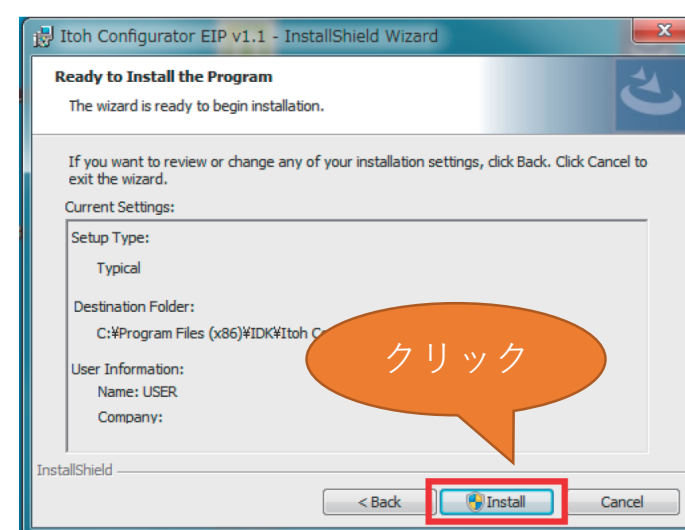 Itoh Configurator EIP v1.1 - InstallShield Wizard
Ready to Install the Program
The wizard is ready to begin installation.
If you want to review or change any of your installation settings, click Back. Click Cancel to
exit the wizard.
Current Settings:
Setup Type:
Typical
Destination Folder:
C:¥Program Files (x86)¥IDK¥Itoh
クリック
User Information:
Name: USER
Company:
InstallShield
< Back
Install
Cancel